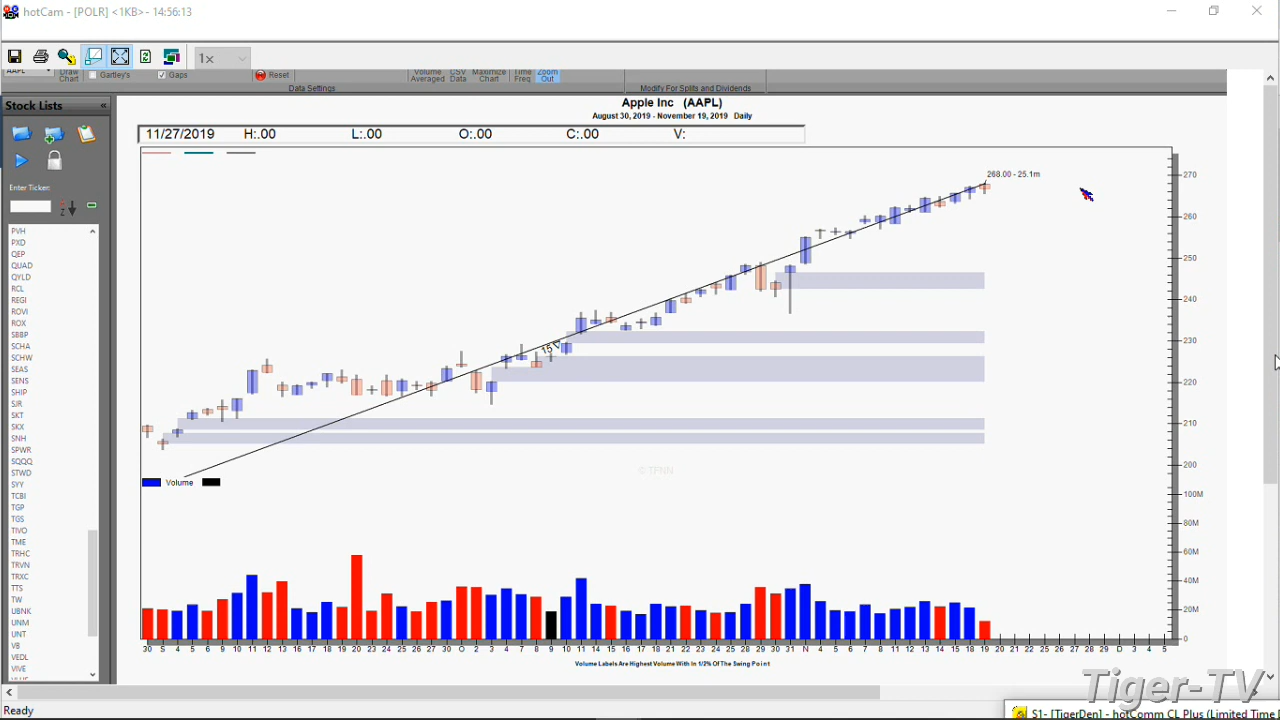 hotCam - [POLR] <1KB>- 14:56:13
1x
AAPL
Draw Chart
Gartley's
Gaps
Reset
Volume Averaged
CSV Data
Maximize Chart
Time Freq
Zoom Out
Data Settings
Modify For Splits and Dividends
Stock Lists
«
Enter Ticker:
PVH
PXD
QEP
QUAD
QYLD
RCL
REGI
ROVI
ROX
SBBP
SCHA
SCHW
SEAS
SENS
SHIP
SJR
SKT
SKX
SNH
SPWR
SQQQ
STWD
SYY
TCBI
TGP
TGS
TIVO
TME
TRHC
TRVN
TRXC
TTS
TW
UBNK
UNM
UNT
VB
VEDL
VIVE
Apple Inc (AAPL)
August 30, 2019 - November 19, 2019 Daily
11/27/2019 H:.00 L:.00 O:.00 C:.00 V:
268.00 - 25.1m
270
260
250
240
230
220
210
200
© TFNN
Volume
100M
80M
60M
40M
20M
0
30 S 4 5 6 9 10 11 12 13 16 17 18 19 20 23 24 25 26 27 30 O 2 3 4 7 8 9 10 11 14 15 16 17 18 21 22 23 24 25 28 29 30 31 N 4 5 6 7 8 11 12 13 14 15 18 19 20 21 22 25 26 27 28 29 D 3 4 5
Volume Labels Are Highest Volume With In 1/2% Of The Swing Point
Tiger-TV
Ready
S1- [TigerDen] - hotComm CL Plus (Limited Time